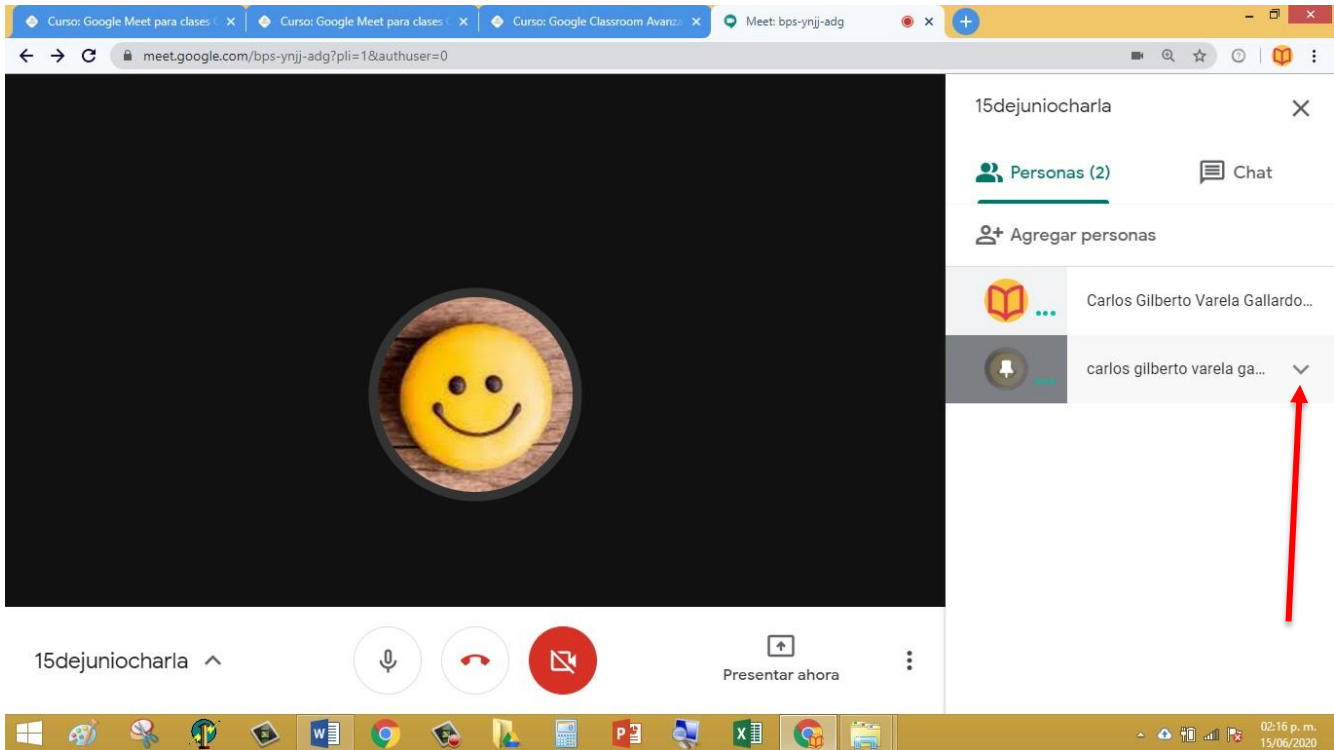 Curso: Google Meet para clases
Curso: Google Meet para clases
Curso: Google Classroom Avanz
Meet: bps-ynjj-adg
meet.google.com/bps-ynjj-adg?pli=1&authuser=0
15dejuniocharla
Personas (2)
Chat
Agregar personas
Carlos Gilberto Varela Gallardo...
carlos gilberto varela ga...
15dejuniocharla
Presentar ahora
02:16 p. m.
15/06/2020